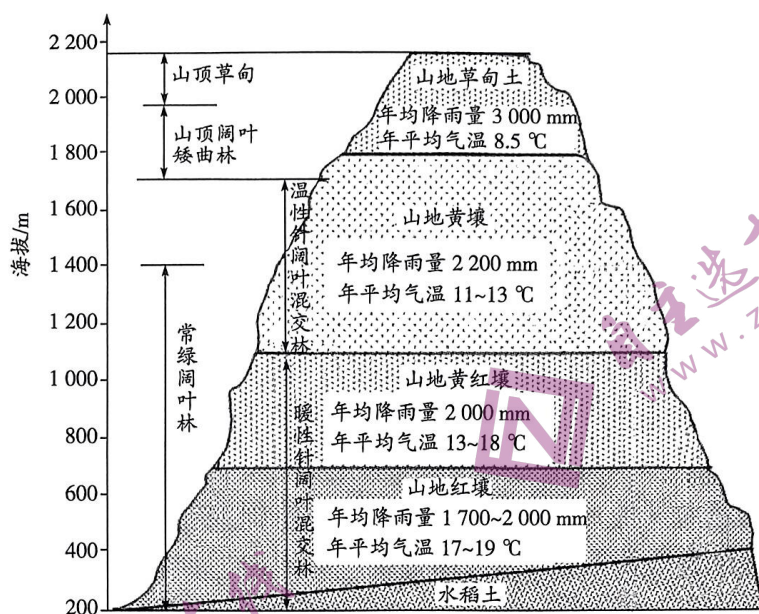 海拔/m
2 200
2 000
1 800
1 600
1 400
1 200
1 000
800
600
400
200
山顶草甸
山顶阔叶
矮曲林
常绿阔叶林
温性针阔叶混交林
暖性针阔叶混交林
山地草甸土
年均降雨量 3 000 mm
年平均气温 8.5 ℃
山地黄壤
年均降雨量 2 200 mm
年平均气温 11~13 ℃
山地黄红壤
年均降雨量 2 000 mm
年平均气温 13~18 ℃
山地红壤
年均降雨量 1 700~2 000 mm
年平均气温 17~19 ℃
水稻土
主选
www.z